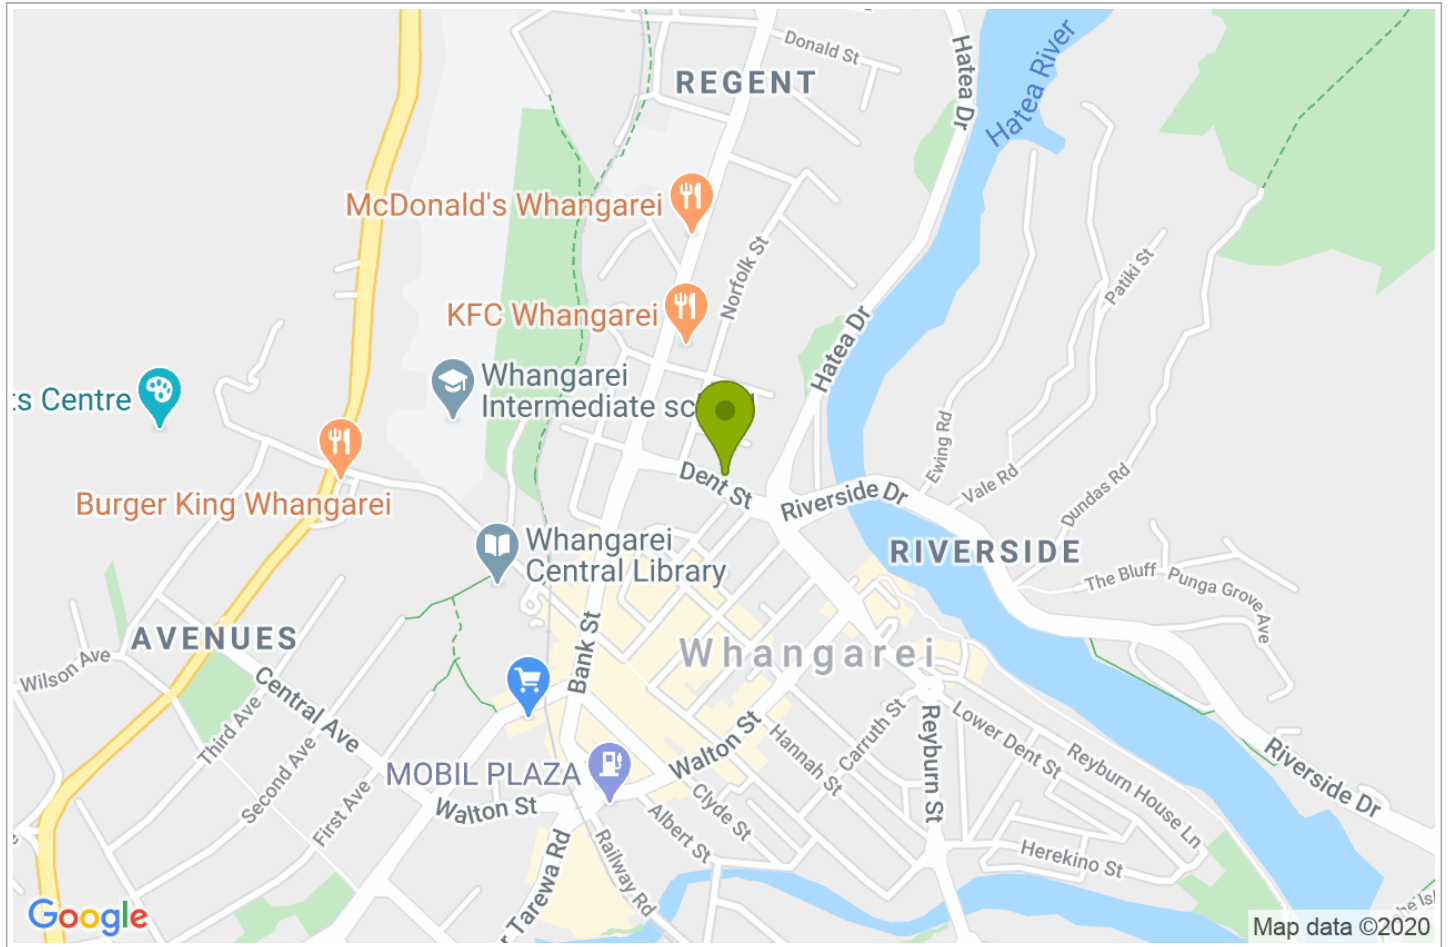 Donald St
Hatea Dr
Hatea River
REGENT
McDonald's Whangarei
Norfolk St
Patiki St
KFC Whangarei
Hatea Dr
Whangarei
Intermediate sc
ts Centre
Ewing Rd
Dent St
Riverside Dr
Vale Rd
Dundas Rd
Burger King Whangarei
Whangarei
Central Library
RIVERSIDE
The Bluff
Punga Grove Ave
AVENUES
Bank St
Whangarei
Wilson Ave
Central Ave
Third Ave
Second Ave
First Ave
MOBIL PLAZA
Walton St
Walton St
Hannah St
Carruth St
Reyburn St
Lower Dent St
Reyburn House Ln
Riverside Dr
Clyde St
Albert St
Railway Rd
r Tarewa Rd
Herekino St
Google
Map data ©2020